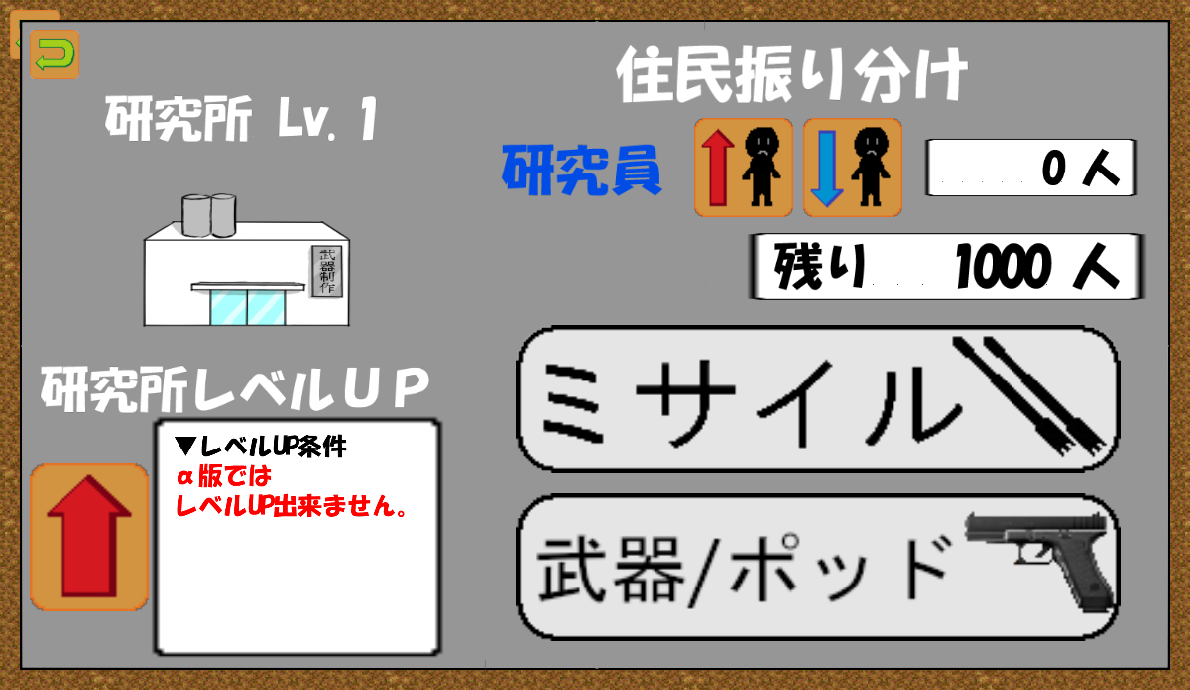 研究所 Lv. 1
武器制作
研究所レベルUP
▼レベルUP条件
α版では
レベルUP出来ません。
住民振り分け
研究員
0 人
残り 1000 人
ミサイル
武器/ポッド